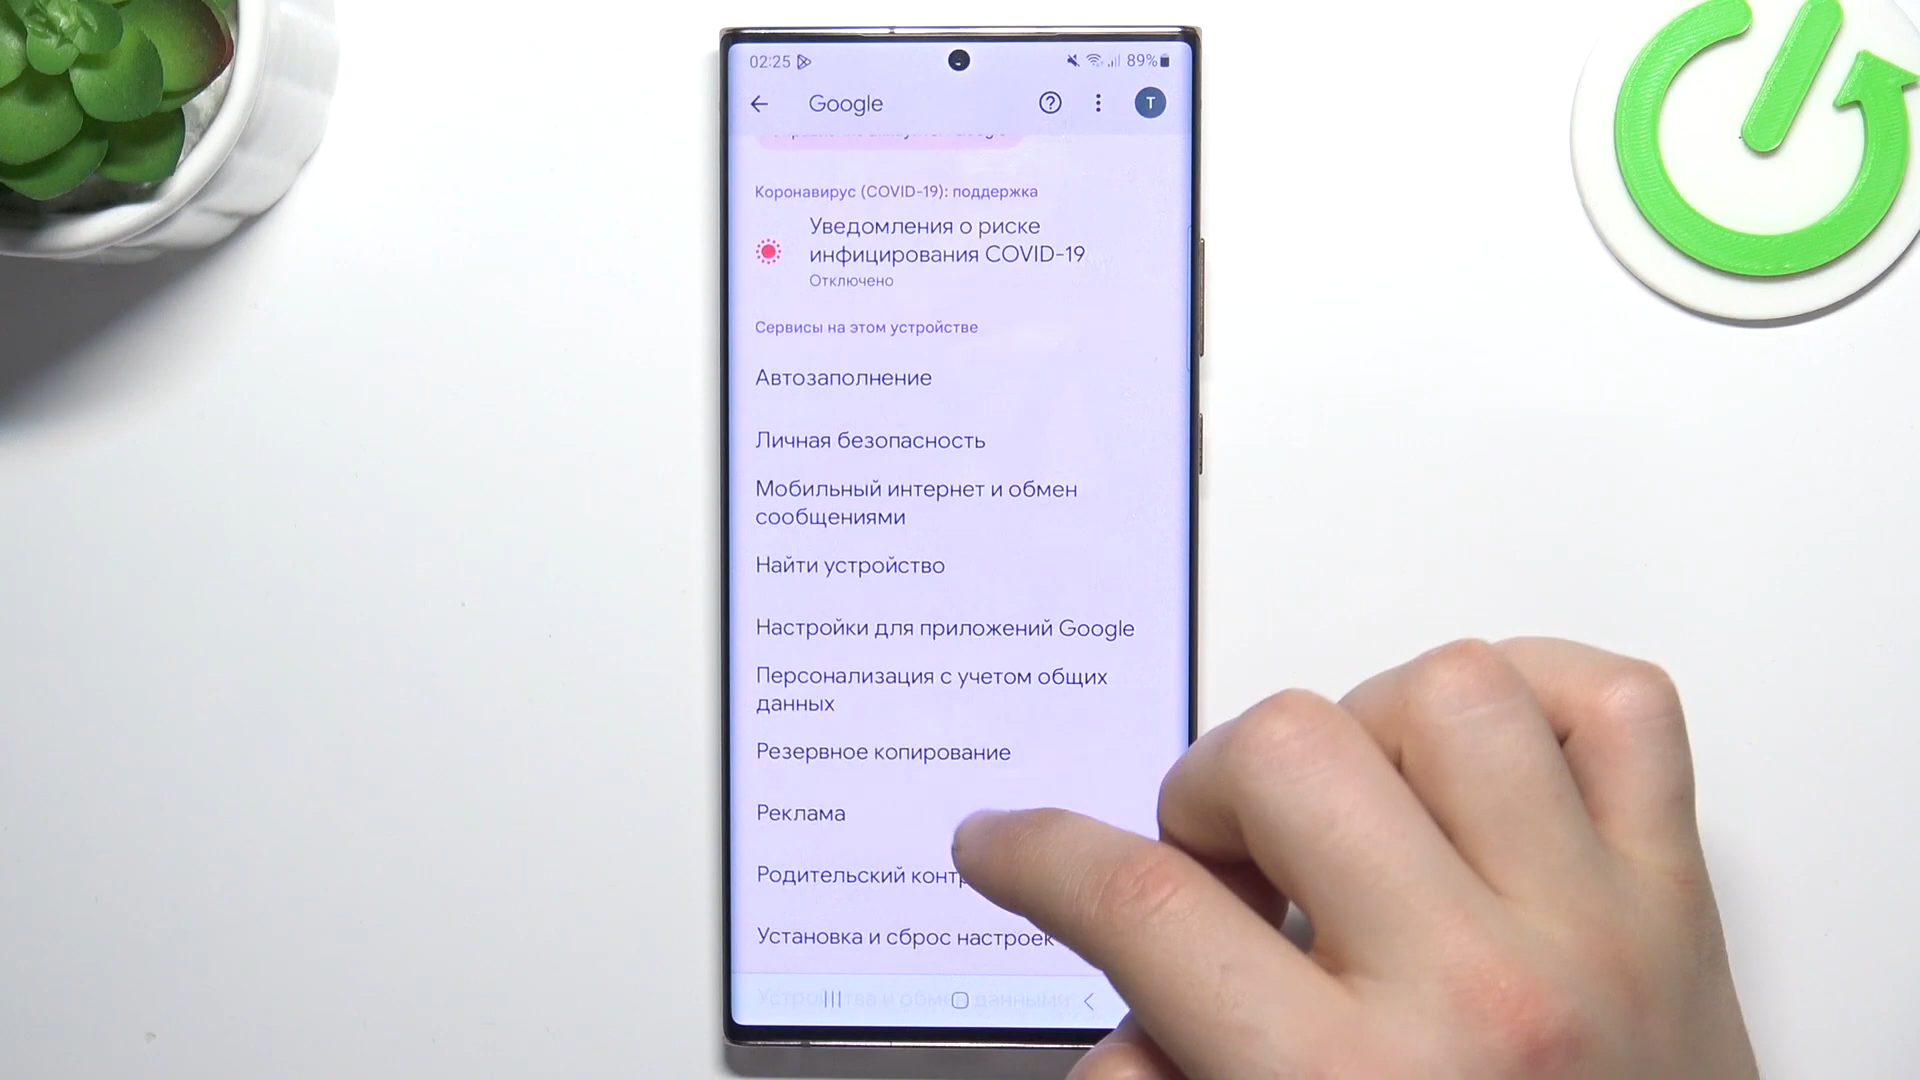 02:25 89%
Google T
Коронавирус (COVID-19): поддержка
Уведомления о риске
инфицирования COVID-19
Отключено
Сервисы на этом устройстве
Автозаполнение
Личная безопасность
Мобильный интернет и обмен
сообщениями
Найти устройство
Настройки для приложений Google
Персонализация с учетом общих
данных
Резервное копирование
Реклама
Родительский
Установка и сброс настроек
и обмен данными